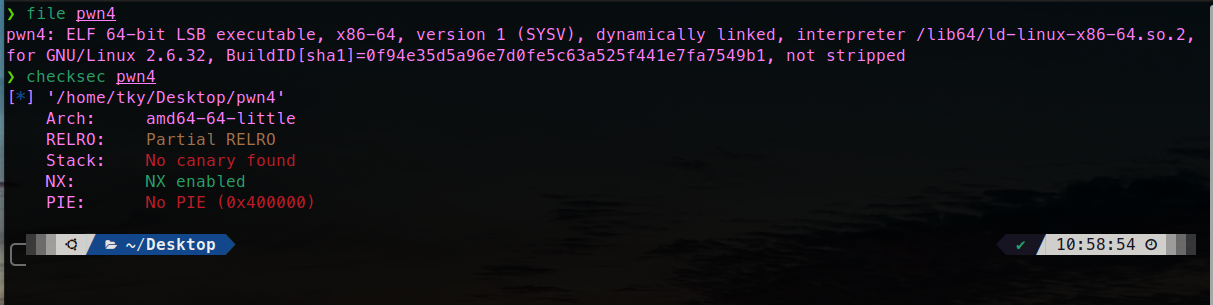 ❯ file pwn4
pwn4: ELF 64-bit LSB executable, x86-64, version 1 (SYSV), dynamically linked, interpreter /lib64/ld-linux-x86-64.so.2,
for GNU/Linux 2.6.32, BuildID[sha1]=0f94e35d5a96e7d0fe5c63a525f441e7fa7549b1, not stripped
❯ checksec pwn4
[*] '/home/tky/Desktop/pwn4'
Arch: amd64-64-little
RELRO: Partial RELRO
Stack: No canary found
NX: NX enabled
PIE: No PIE (0x400000)
~/Desktop ✔ 10:58:54